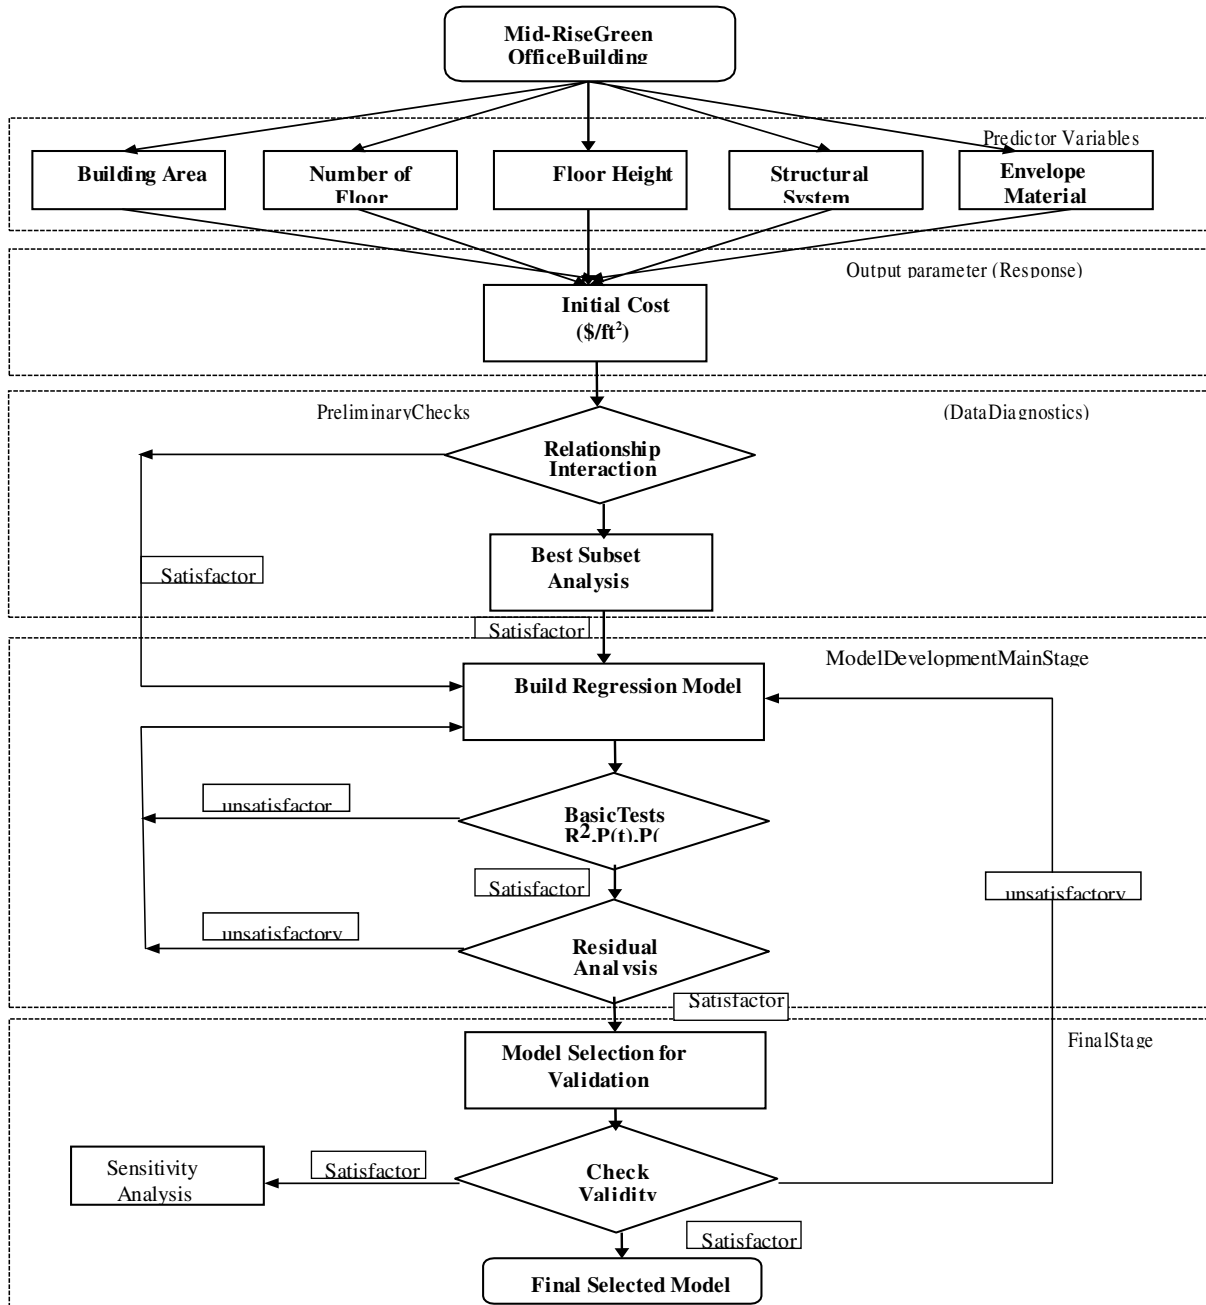 Mid-RiseGreen
OfficeBuilding
Predictor Variables
Building Area
Number of
Floor
Floor Height
Structural
System
Envelope
Material
Output parameter (Response)
Initial Cost
($/ft²)
PreliminaryChecks
(DataDiagnostics)
Relationship
Interaction
Best Subset
Analysis
Satisfactor
Satisfactor
ModelDevelopmentMainStage
Build Regression Model
unsatisfactor
BasicTests
R²,P(t),P(
Satisfactor
unsatisfactory
unsatisfactory
Residual
Analysis
Satisfactor
FinalStage
Model Selection for
Validation
Sensitivity
Analysis
Satisfactor
Check
Validity
Satisfactor
Final Selected Model